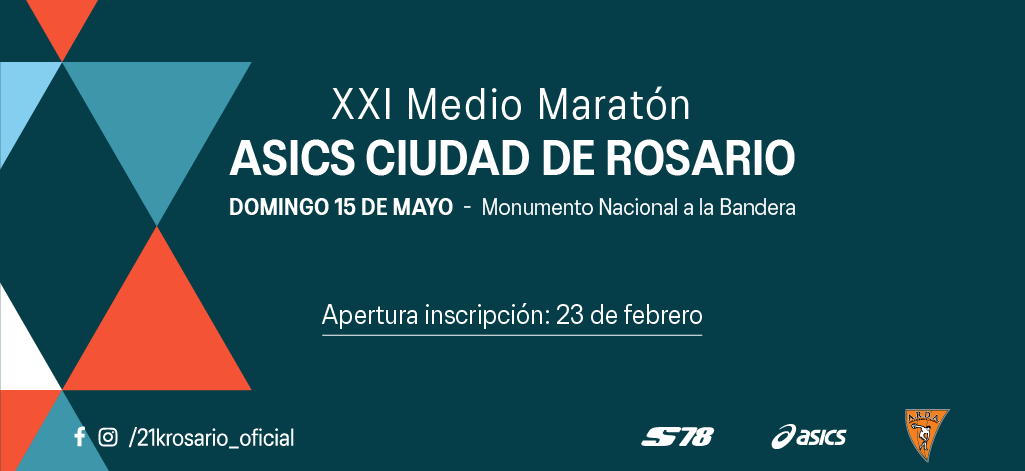 XXI Medio Maratón
ASICS CIUDAD DE ROSARIO
DOMINGO 15 DE MAYO - Monumento Nacional a la Bandera
Apertura inscripción: 23 de febrero
/21krosario_oficial
S78
asics
ARDA